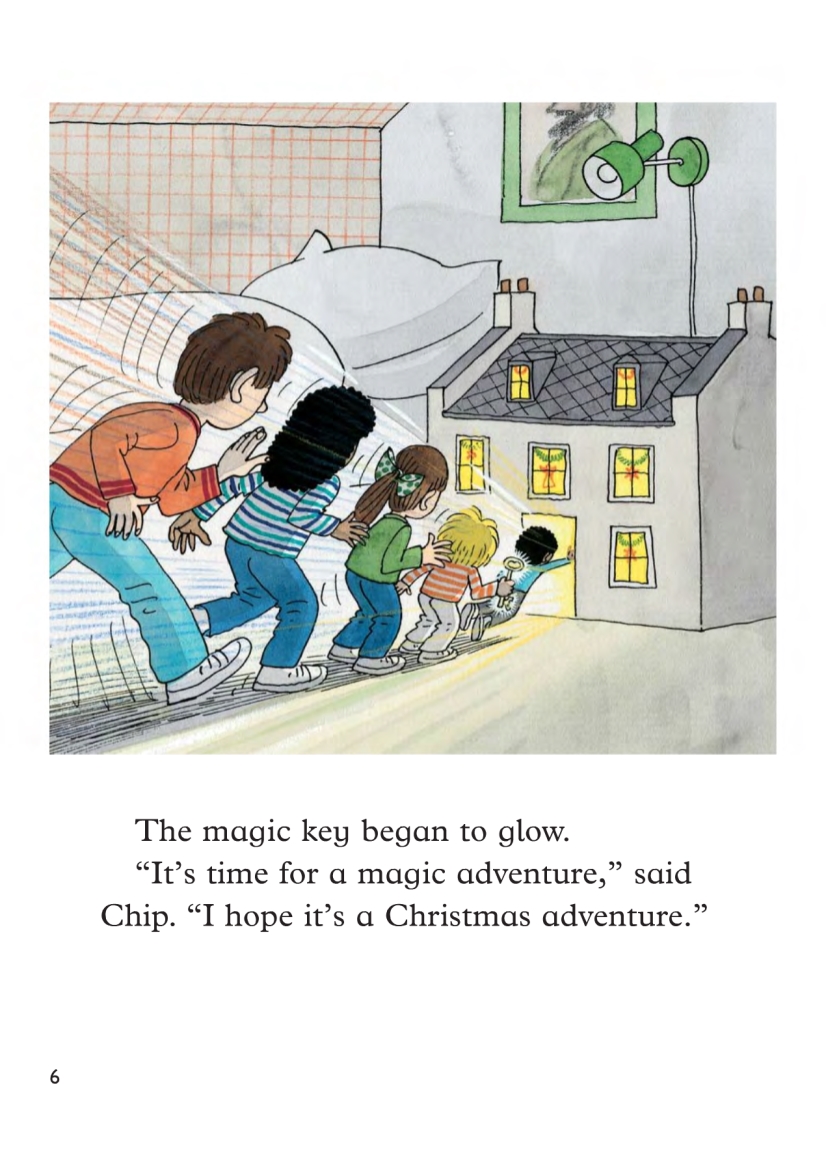 The magic key began to glow.
“It’s time for a magic adventure,” said
Chip. “I hope it’s a Christmas adventure.”
6